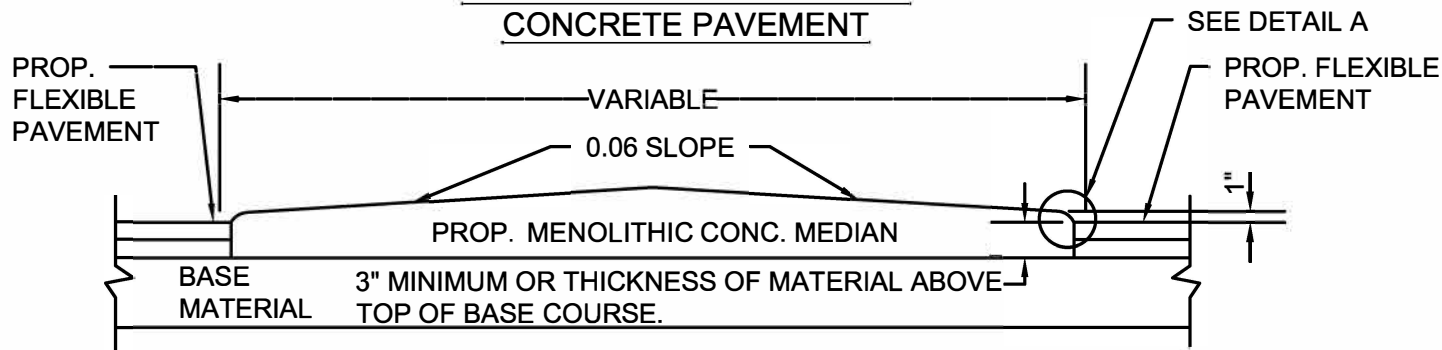 CONCRETE PAVEMENT
SEE DETAIL A
PROP.
FLEXIBLE
PAVEMENT
VARIABLE
PROP. FLEXIBLE
PAVEMENT
0.06 SLOPE
1"
PROP. MENOLITHIC CONC. MEDIAN
BASE
MATERIAL
3" MINIMUM OR THICKNESS OF MATERIAL ABOVE
TOP OF BASE COURSE.